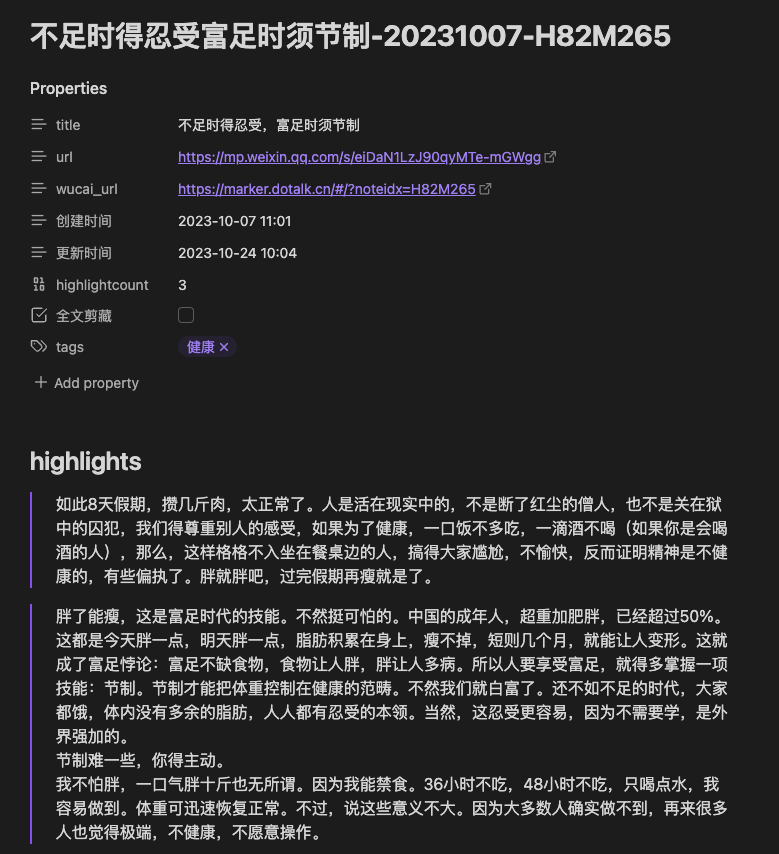 不足时得忍受富足时须节制-20231007-H82M265
Properties
title 不足时得忍受，富足时须节制
url https://mp.weixin.qq.com/s/eiDaN1LzJ90qyMTe-mGWgg
wucai_url https://marker.dotalk.cn/#/?noteidx=H82M265
创建时间 2023-10-07 11:01
更新时间 2023-10-24 10:04
highlightcount 3
全文剪藏
tags 健康 ×
+ Add property
highlights
如此8天假期，攒几斤肉，太正常了。人是活在现实中的，不是断了红尘的僧人，也不是关在狱
中的囚犯，我们得尊重别人的感受，如果为了健康，一口饭不多吃，一滴酒不喝（如果你是会喝
酒的人），那么，这样格格不入坐在餐桌边的人，搞得大家尴尬，不愉快，反而证明精神是不健
康的，有些偏执了。胖就胖吧，过完假期再瘦就是了。
胖了能瘦，这是富足时代的技能。不然挺可怕的。中国的成年人，超重加肥胖，已经超过50%。
这都是今天胖一点，明天胖一点，脂肪积累在身上，瘦不掉，短则几个月，就能让人变形。这就
成了富足悖论：富足不缺食物，食物让人胖，胖让人多病。所以人要享受富足，就得多掌握一项
技能：节制。节制才能把体重控制在健康的范畴。不然我们就白富了。还不如不足的时代，大家
都饿，体内没有多余的脂肪，人人都有忍受的本领。当然，这忍受更容易，因为不需要学，是外
界强加的。
节制难一些，你得主动。
我不怕胖，一口气胖十斤也无所谓。因为我能禁食。36小时不吃，48小时不吃，只喝点水，我
容易做到。体重可迅速恢复正常。不过，说这些意义不大。因为大多数人确实做不到，再来很多
人也觉得极端，不健康，不愿意操作。